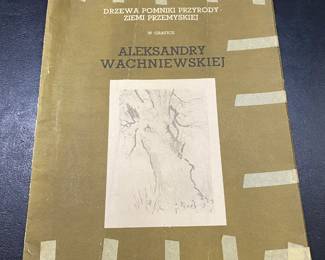 DRZEWA POMNIKI PRZYRODY
ZIEMI PRZEMYSKIEJ
W GRAFICE
ALEKSANDRY
WACHNIEWSKIEJ